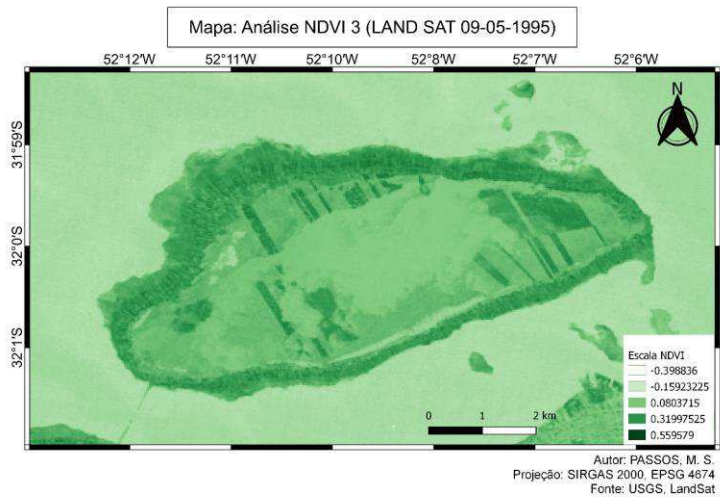 Mapa: Análise NDVI 3 (LAND SAT 09-05-1995)
52°12'W 52°11'W 52°10'W 52°8'W 52°7'W 52°6'W
N
31°59'S
32°0'S
32°1'S
Escala NDVI
-0.398836
-0.15923225
0.0803715
0.31997525
0.559579
0 1 2 km
Autor: PASSOS, M. S.
Projeção: SIRGAS 2000, EPSG 4674
Fonte: USGS, LandSat